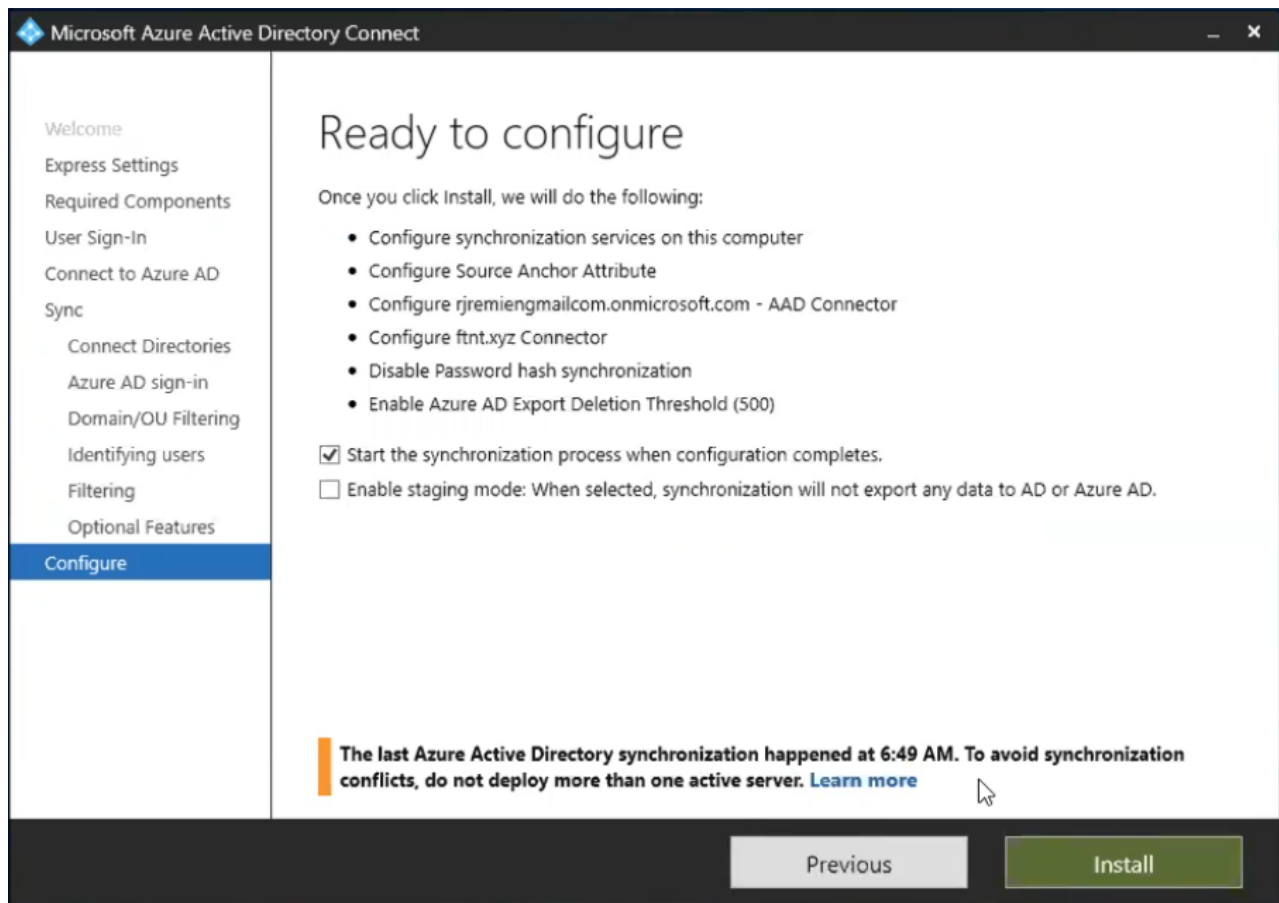 Microsoft Azure Active Directory Connect
Welcome
Express Settings
Required Components
User Sign-In
Connect to Azure AD
Sync
Connect Directories
Azure AD sign-in
Domain/OU Filtering
Identifying users
Filtering
Optional Features
Configure
Ready to configure
Once you click Install, we will do the following:
• Configure synchronization services on this computer
• Configure Source Anchor Attribute
• Configure rjremiengmailcom.onmicrosoft.com - AAD Connector
• Configure ftnt.xyz Connector
• Disable Password hash synchronization
• Enable Azure AD Export Deletion Threshold (500)
Start the synchronization process when configuration completes.
Enable staging mode: When selected, synchronization will not export any data to AD or Azure AD.
The last Azure Active Directory synchronization happened at 6:49 AM. To avoid synchronization
conflicts, do not deploy more than one active server. Learn more
Previous
Install